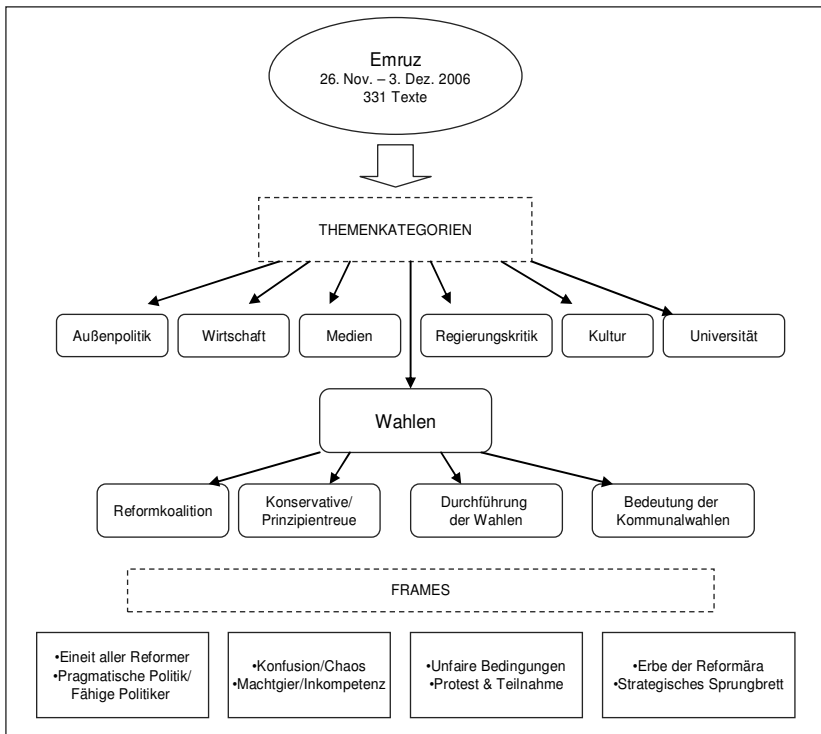 Emruz
26. Nov. – 3. Dez. 2006
331 Texte
THEMENKATEGORIEN
Außenpolitik
Wirtschaft
Medien
Regierungskritik
Kultur
Universität
Wahlen
Reformkoalition
Konservative/
Prinzipientreue
Durchführung
der Wahlen
Bedeutung der
Kommunalwahlen
FRAMES
•Eineit aller Reformer
•Pragmatische Politik/
Fähige Politiker
•Konfusion/Chaos
•Machtgier/Inkompetenz
•Unfaire Bedingungen
•Protest & Teilnahme
•Erbe der Reformära
•Strategisches Sprungbrett